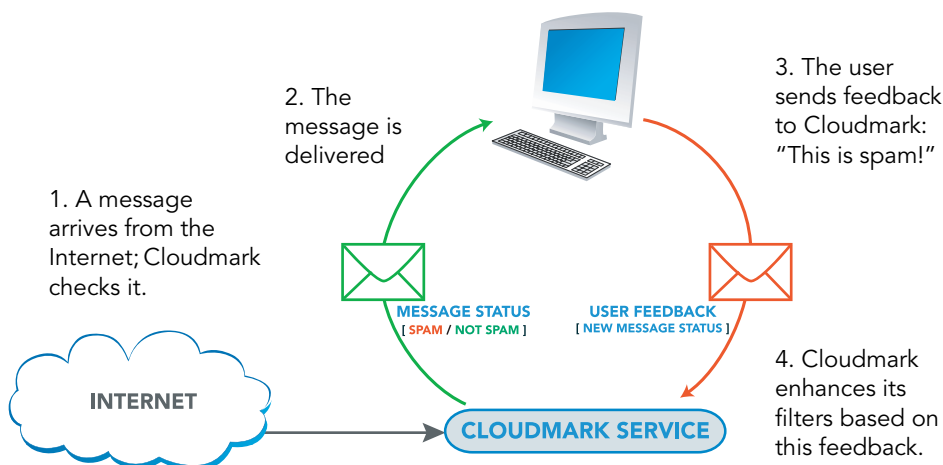 1. A message
arrives from the
Internet; Cloudmark
checks it.
2. The
message is
delivered
3. The user
sends feedback
to Cloudmark:
“This is spam!”
MESSAGE STATUS
[ SPAM / NOT SPAM ]
USER FEEDBACK
[ NEW MESSAGE STATUS ]
4. Cloudmark
enhances its
filters based on
this feedback.
INTERNET
CLOUDMARK SERVICE